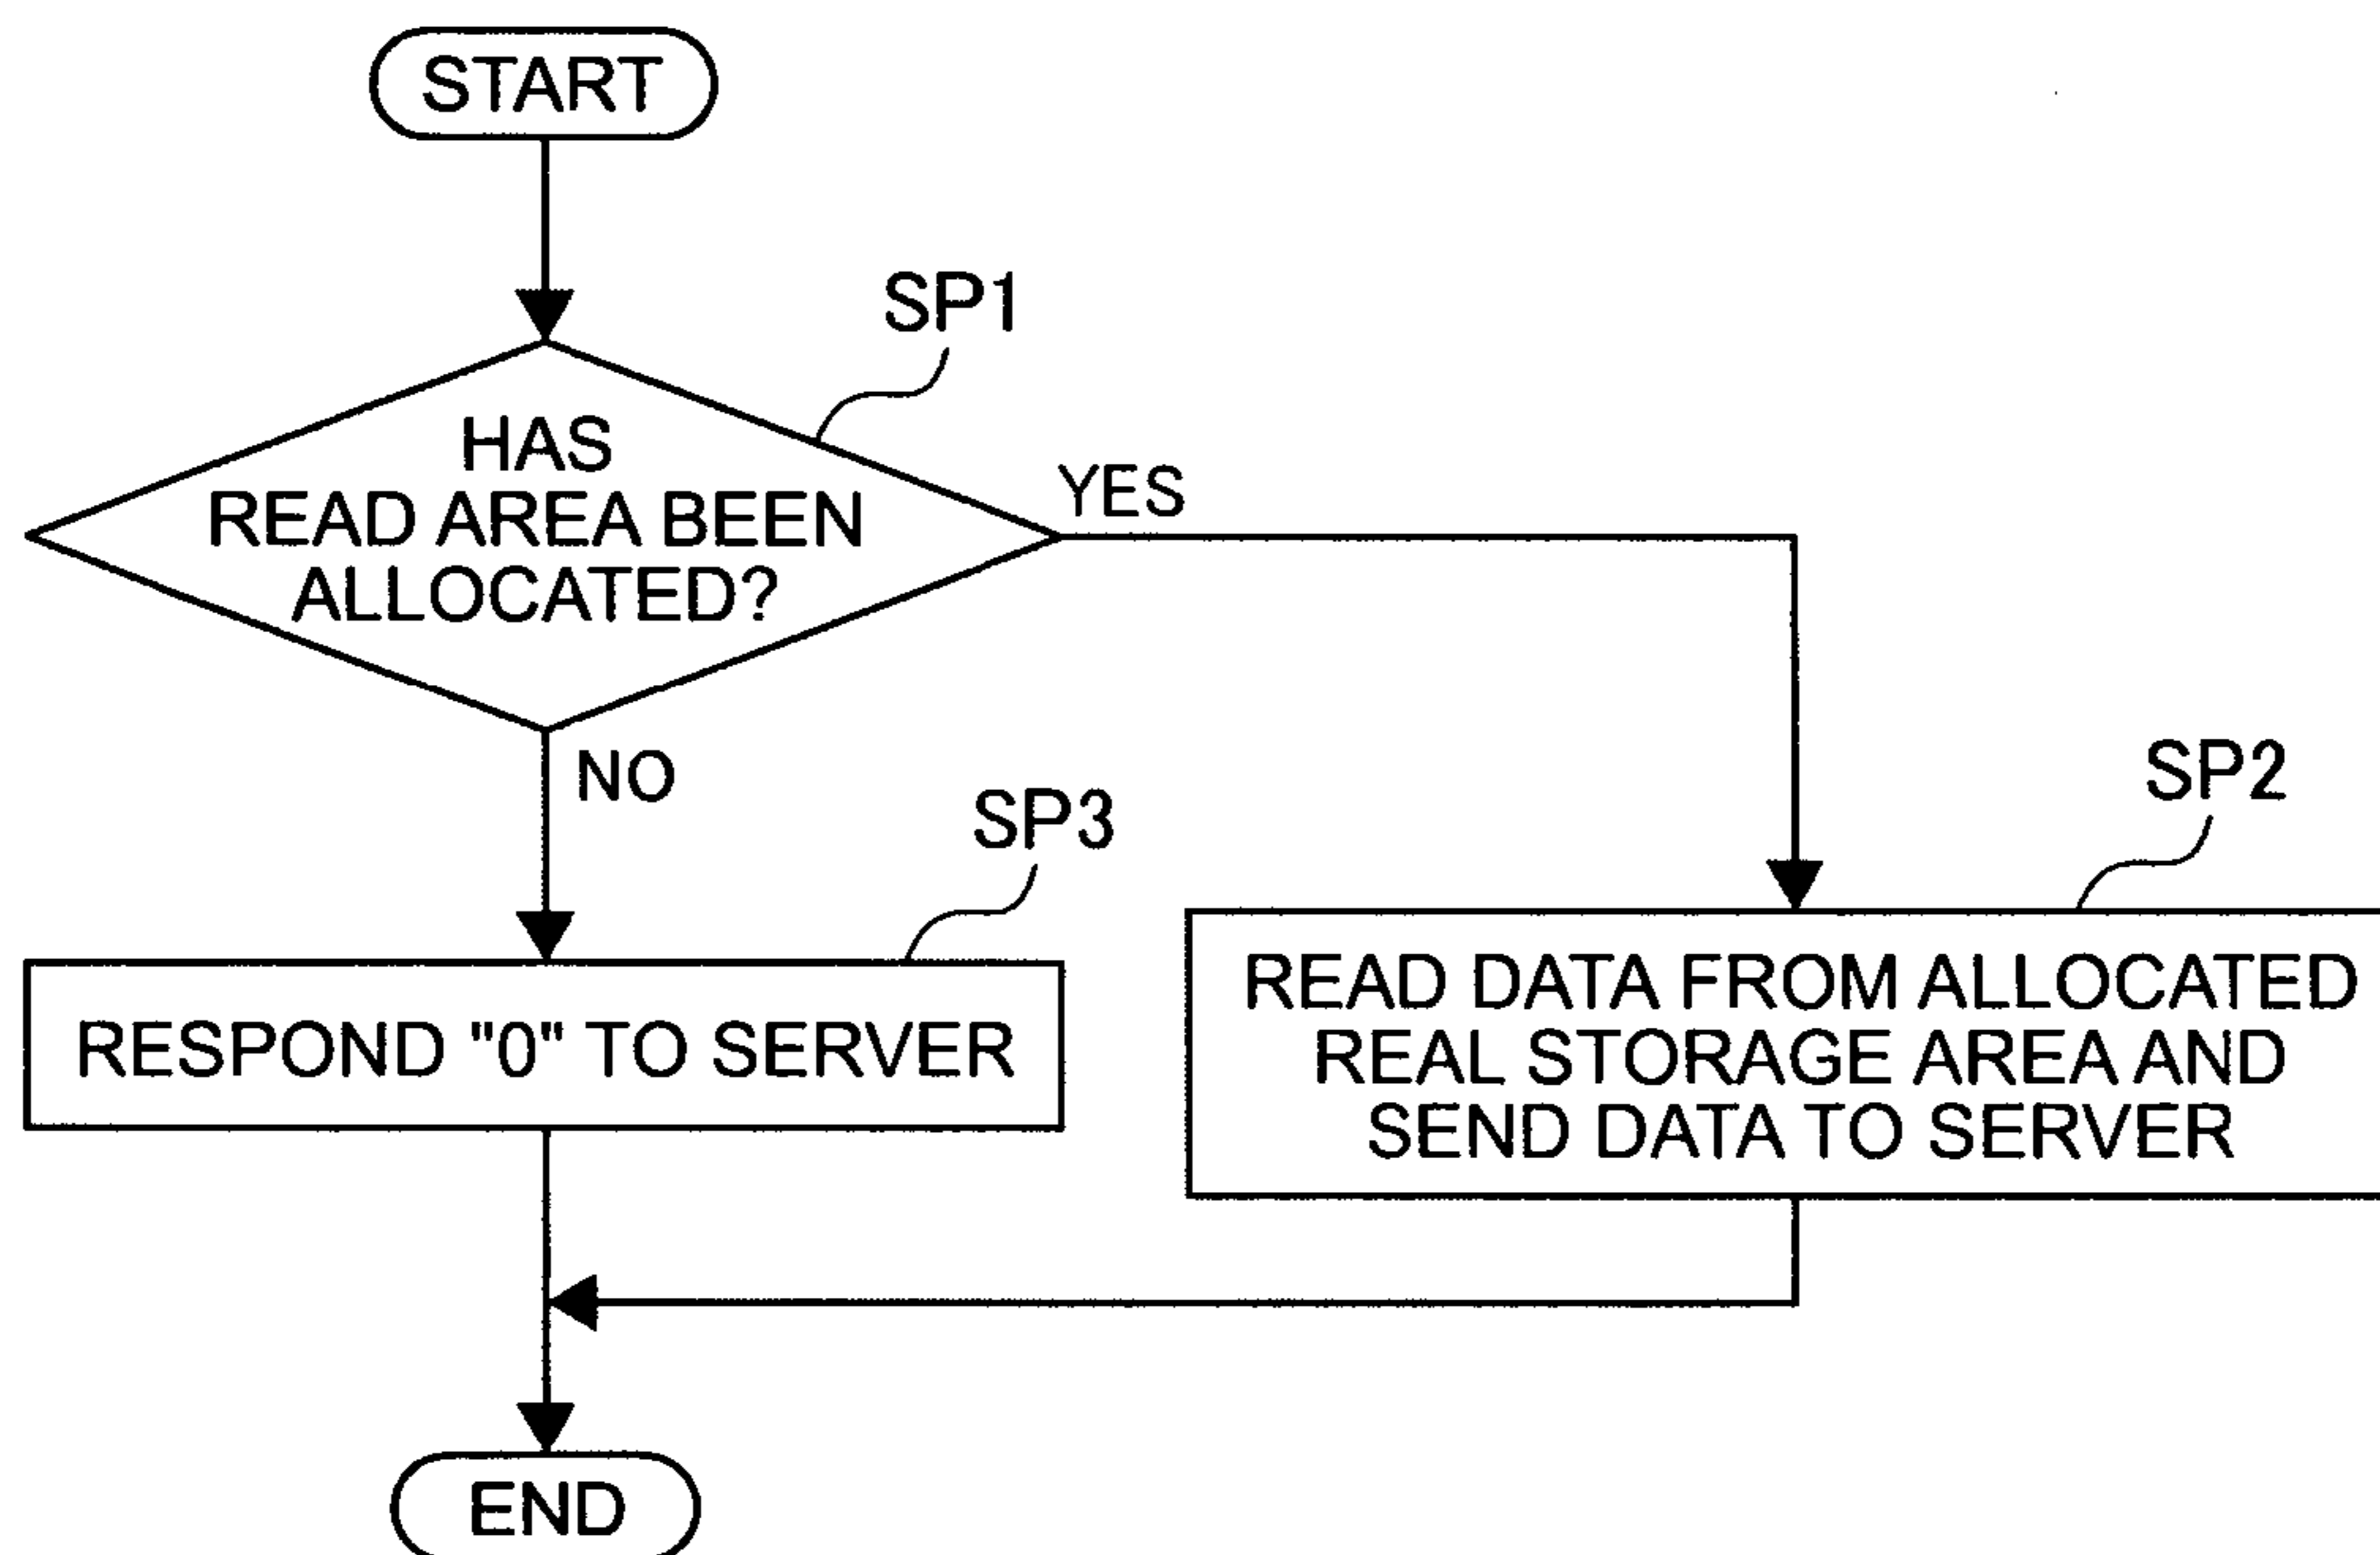 START
SP1
HAS
READ AREA BEEN
ALLOCATED?
YES
NO
SP3
RESPOND "0" TO SERVER
SP2
READ DATA FROM ALLOCATED
REAL STORAGE AREA AND
SEND DATA TO SERVER
END